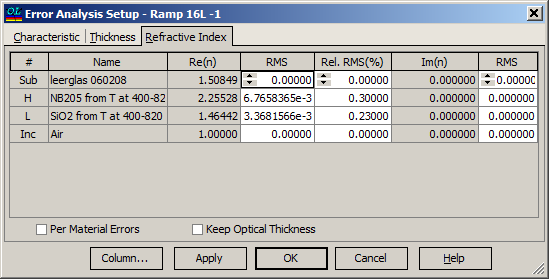 OL Error Analysis Setup - Ramp 16L -1
Characteristic Thickness Refractive Index
# Name Re(n) RMS Rel. RMS(%) Im(n) RMS
Sub leerglas 060208 1.50849 0.00000 0.00000 0.000000 0.00000
H NB205 from T at 400-82 2.25528 6.7658365e-3 0.30000 0.000000 0.000000
L SiO2 from T at 400-820 1.46442 3.3681566e-3 0.23000 0.000000 0.000000
Inc Air 1.00000 0.00000 0.00000 0.000000 0.000000
Per Material Errors Keep Optical Thickness
Column... Apply OK Cancel Help